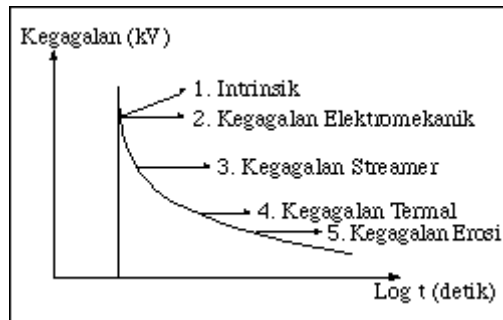 Kegagalan (kV)
1. Intrinsik
2. Kegagalan Elektromekanik
3. Kegagalan Streamer
4. Kegagalan Termal
5. Kegagalan Erosi
Log t (detik)